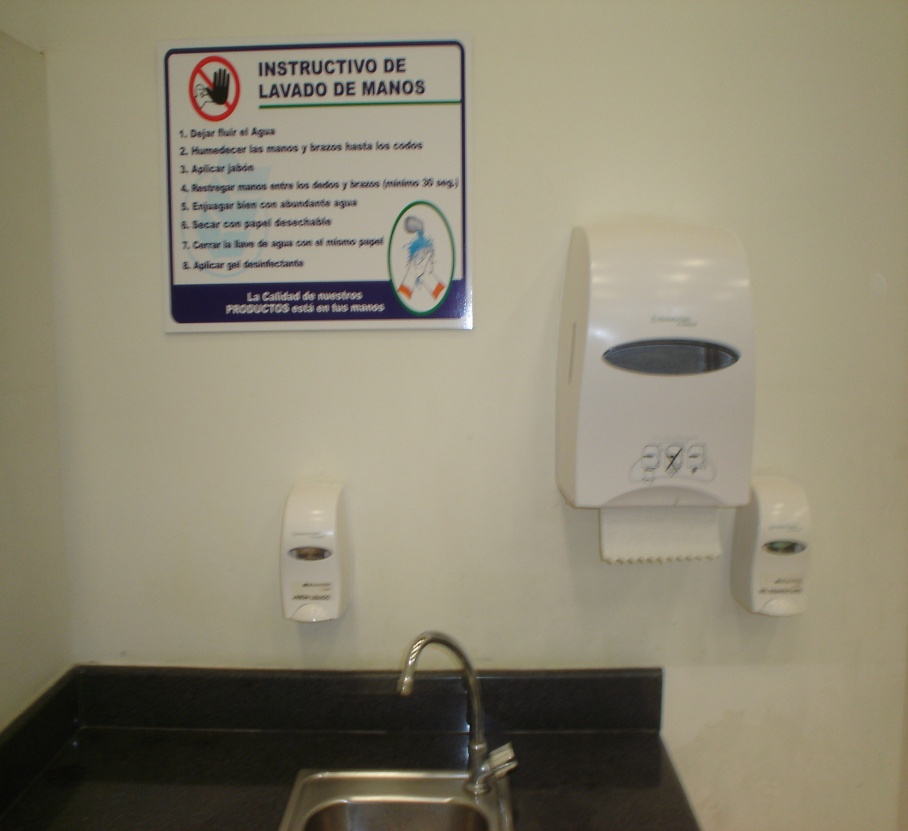 INSTRUCTIVO DE
LAVADO DE MANOS
1. Dejar fluir el Agua
2. Humedecer las manos y brazos hasta los codos
3. Aplicar jabón
4. Restregar manos entre los dedos y brazos (mínimo 30 seg.)
5. Enjuagar bien con abundante agua
6. Secar con papel desechable
7. Cerrar la llave de agua con el mismo papel
8. Aplicar gel desinfectante
La Calidad de nuestros
PRODUCTOS está en tus manos